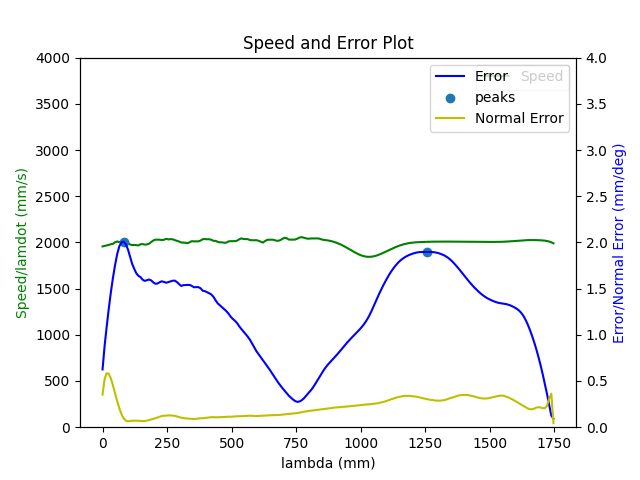 Speed and Error Plot
4000
3500
3000
2500
2000
1500
1000
500
0
Speed/lamdot (mm/s)
4.0
3.5
3.0
2.5
2.0
1.5
1.0
0.5
0.0
Error/Normal Error (mm/deg)
Error
Speed
peaks
Normal Error
0 250 500 750 1000 1250 1500 1750
lambda (mm)